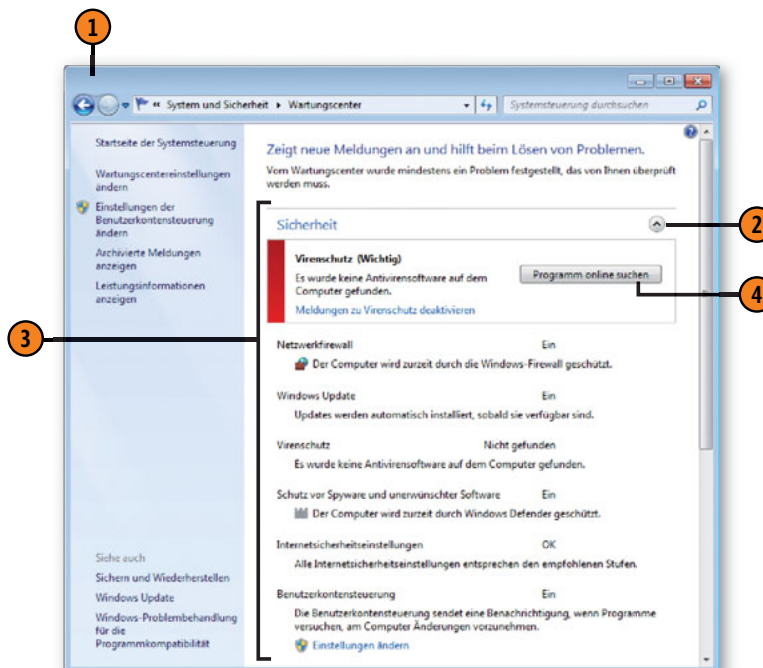 1
« System und Sicherheit ▸ Wartungscenter
Systemsteuerung durchsuchen
Startseite der Systemsteuerung
Wartungscentereinstellungen
ändern
Einstellungen der
Benutzerkontensteuerung
ändern
Archivierte Meldungen
anzeigen
Leistungsinformationen
anzeigen
Siehe auch
Sichern und Wiederherstellen
Windows Update
Windows-Problembehandlung
für die
Programmkompatibilität
Zeigt neue Meldungen an und hilft beim Lösen von Problemen.
Vom Wartungscenter wurde mindestens ein Problem festgestellt, das von Ihnen überprüft
werden muss.
Sicherheit
2
Virenschutz (Wichtig)
Es wurde keine Antivirensoftware auf dem
Computer gefunden.
Programm online suchen
4
Meldungen zu Virenschutz deaktivieren
3
Netzwerkfirewall Ein
Der Computer wird zurzeit durch die Windows-Firewall geschützt.
Windows Update Ein
Updates werden automatisch installiert, sobald sie verfügbar sind.
Virenschutz Nicht gefunden
Es wurde keine Antivirensoftware auf dem Computer gefunden.
Schutz vor Spyware und unerwünschter Software Ein
Der Computer wird zurzeit durch Windows Defender geschützt.
Internetsicherheitseinstellungen OK
Alle Internetsicherheitseinstellungen entsprechen den empfohlenen Stufen.
Benutzerkontensteuerung Ein
Die Benutzerkontensteuerung sendet eine Benachrichtigung, wenn Programme
versuchen, am Computer Änderungen vorzunehmen.
Einstellungen ändern